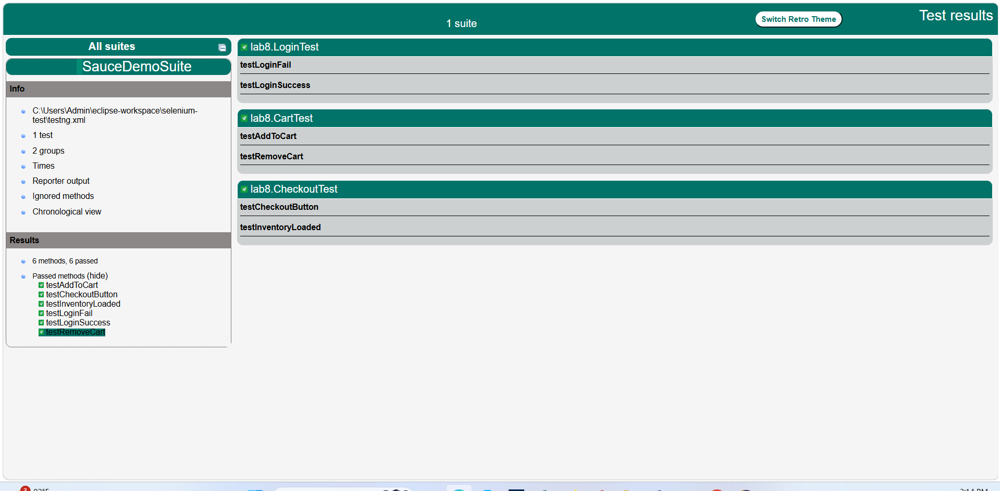 1 suite
Switch Retro Theme
Test results
All suites
SauceDemoSuite
Info
C:\Users\Admin\eclipse-workspace\selenium-
test\testng.xml
1 test
2 groups
Times
Reporter output
Ignored methods
Chronological view
Results
6 methods, 6 passed
Passed methods (hide)
testAddToCart
testCheckoutButton
testInventoryLoaded
testLoginFail
testLoginSuccess
testRemoveCart
lab8.LoginTest
testLoginFail
testLoginSuccess
lab8.CartTest
testAddToCart
testRemoveCart
lab8.CheckoutTest
testCheckoutButton
testInventoryLoaded